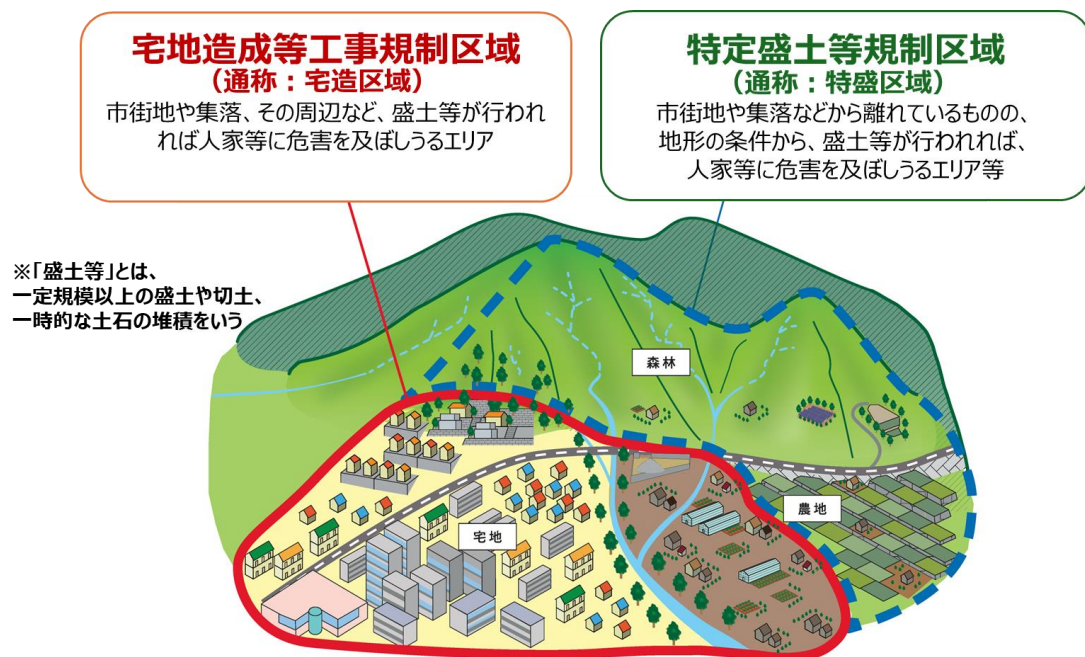 宅地造成等工事規制区域
（通称：宅造区域）
市街地や集落、その周辺など、盛土等が行われ
れば人家等に危害を及ぼしうるエリア
特定盛土等規制区域
（通称：特盛区域）
市街地や集落などから離れているものの、
地形の条件から、盛土等が行われれば、
人家等に危害を及ぼしうるエリア等
※「盛土等」とは、
一定規模以上の盛土や切土、
一時的な土石の堆積をいう
森林
農地
宅地